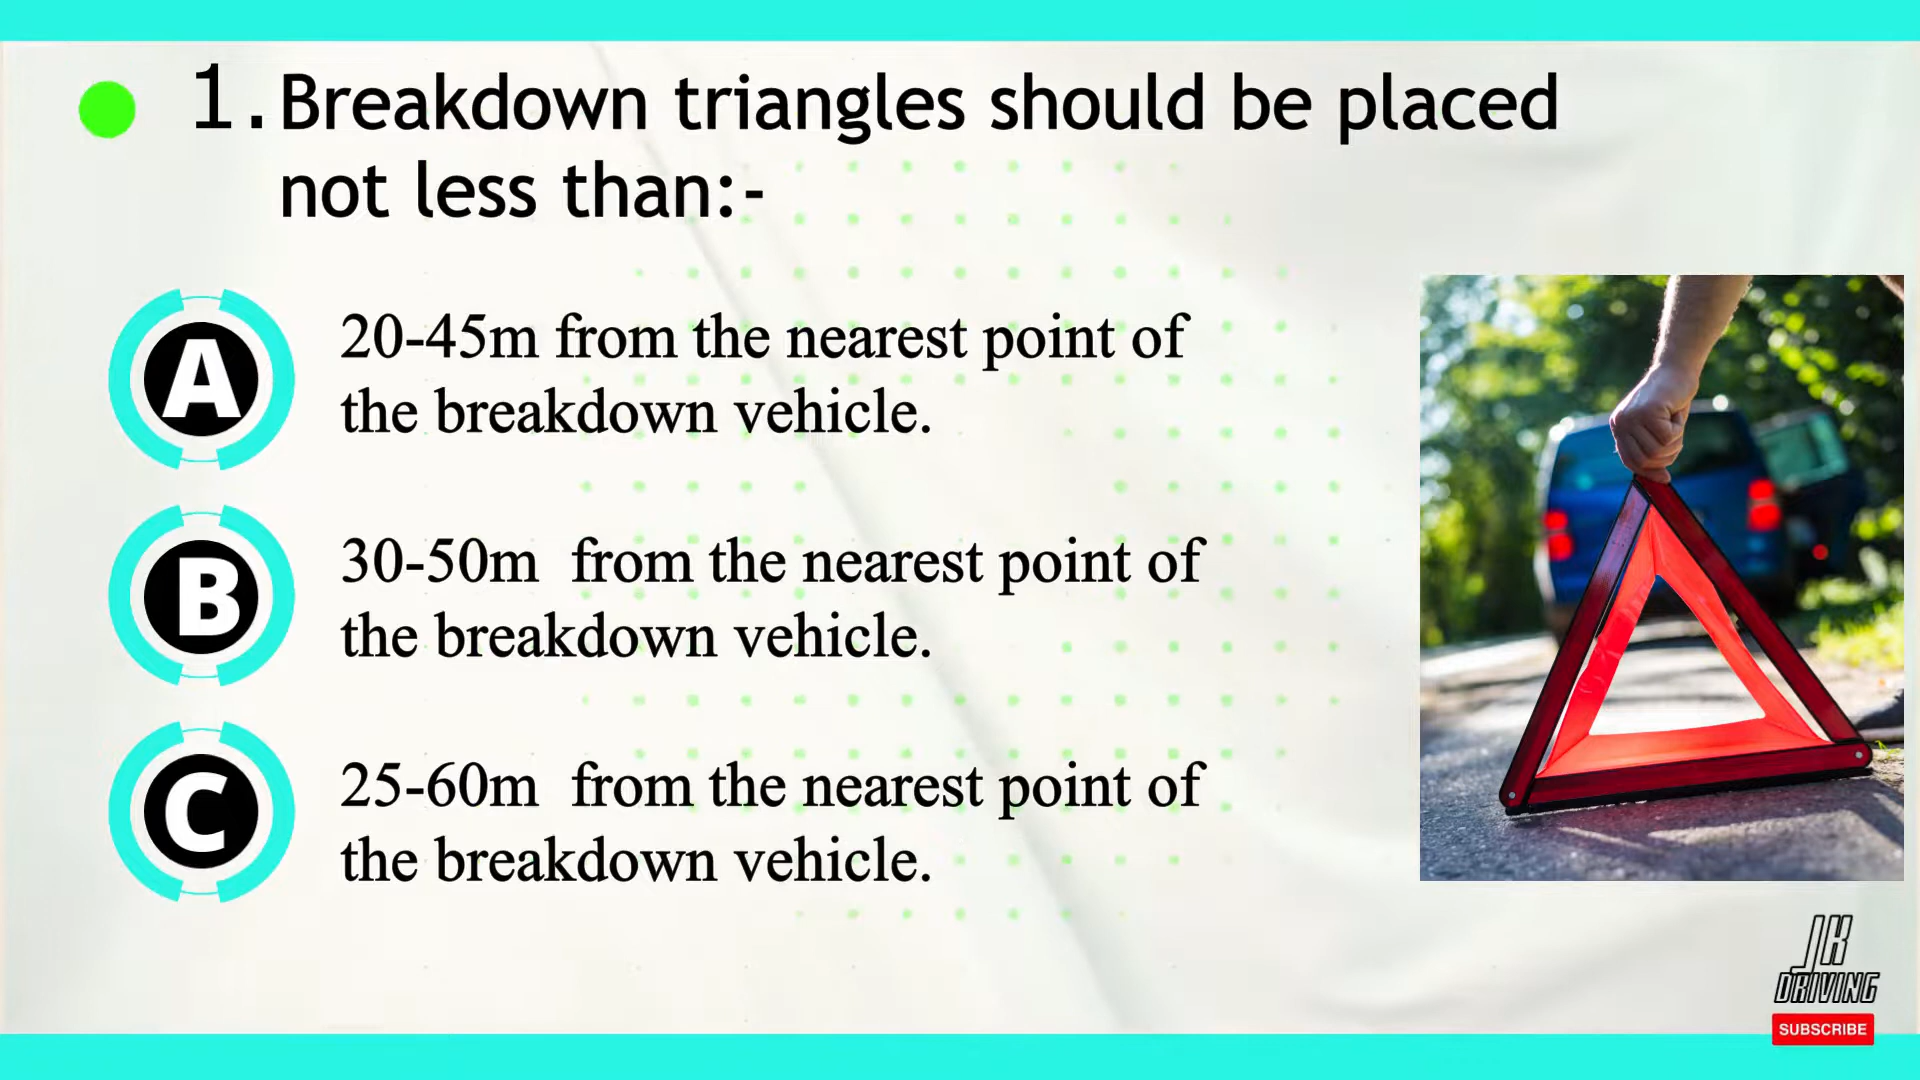 1. Breakdown triangles should be placed
not less than:-
A
20-45m from the nearest point of
the breakdown vehicle.
B
30-50m from the nearest point of
the breakdown vehicle.
C
25-60m from the nearest point of
the breakdown vehicle.
JK
DRIVING
SUBSCRIBE